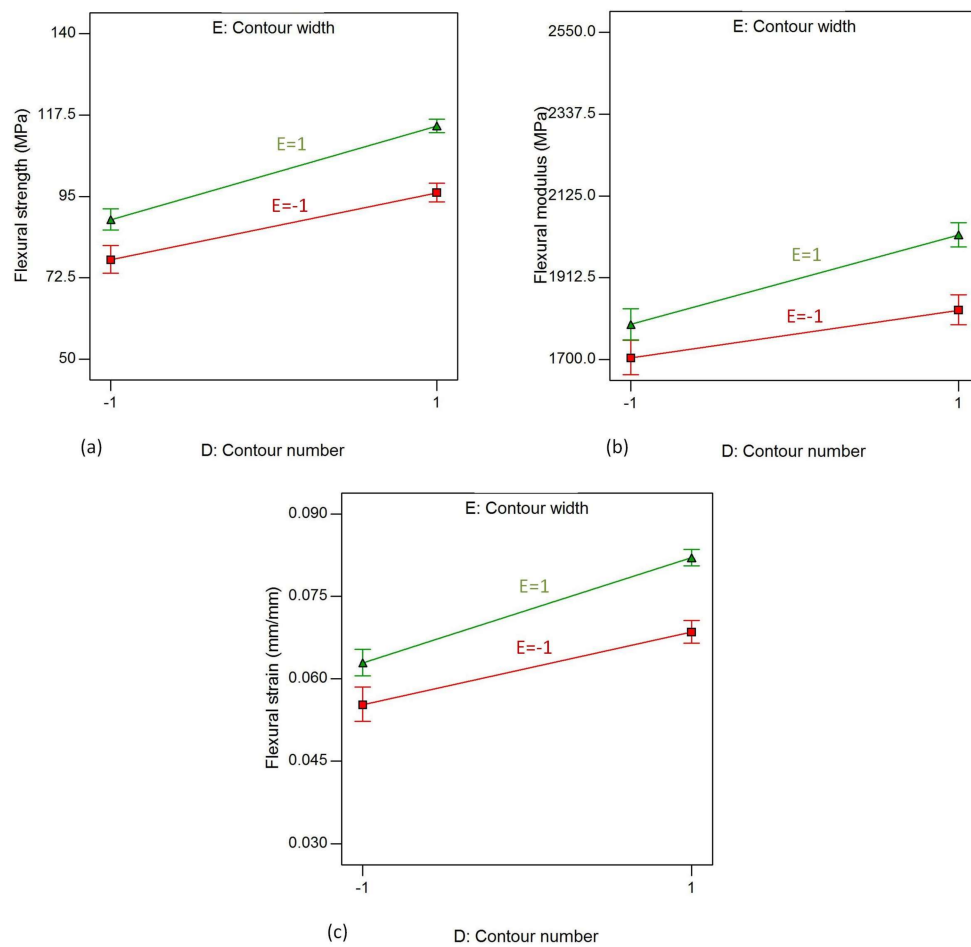 E: Contour width
140
117.5
95
72.5
50
Flexural strength (MPa)
E=1
E=-1
-1
1
(a)
D: Contour number
E: Contour width
2550.0
2337.5
2125.0
1912.5
1700.0
Flexural modulus (MPa)
E=1
E=-1
-1
1
(b)
D: Contour number
E: Contour width
0.090
0.075
0.060
0.045
0.030
Flexural strain (mm/mm)
E=1
E=-1
-1
1
(c)
D: Contour number